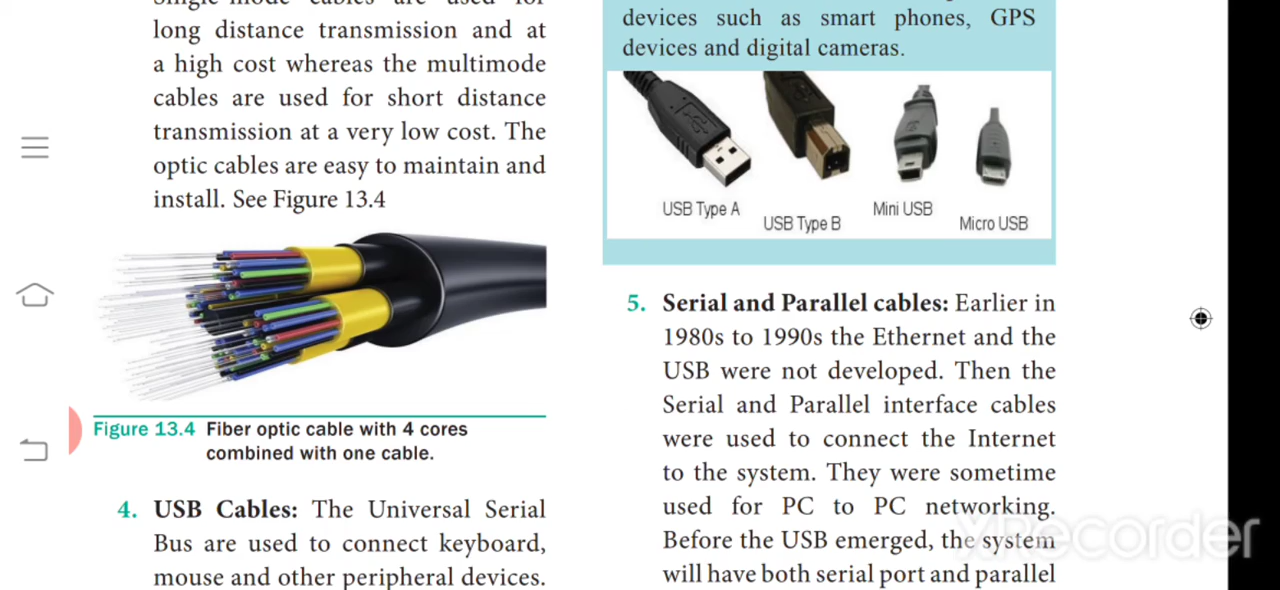 long distance transmission and at
a high cost whereas the multimode
cables are used for short distance
transmission at a very low cost. The
optic cables are easy to maintain and
install. See Figure 13.4
Figure 13.4 Fiber optic cable with 4 cores
combined with one cable.
4. USB Cables: The Universal Serial
Bus are used to connect keyboard,
mouse and other peripheral devices.
devices such as smart phones, GPS
devices and digital cameras.
USB Type A
USB Type B
Mini USB
Micro USB
5. Serial and Parallel cables: Earlier in
1980s to 1990s the Ethernet and the
USB were not developed. Then the
Serial and Parallel interface cables
were used to connect the Internet
to the system. They were sometime
used for PC to PC networking.
Before the USB emerged, the system
will have both serial port and parallel
XRecorder